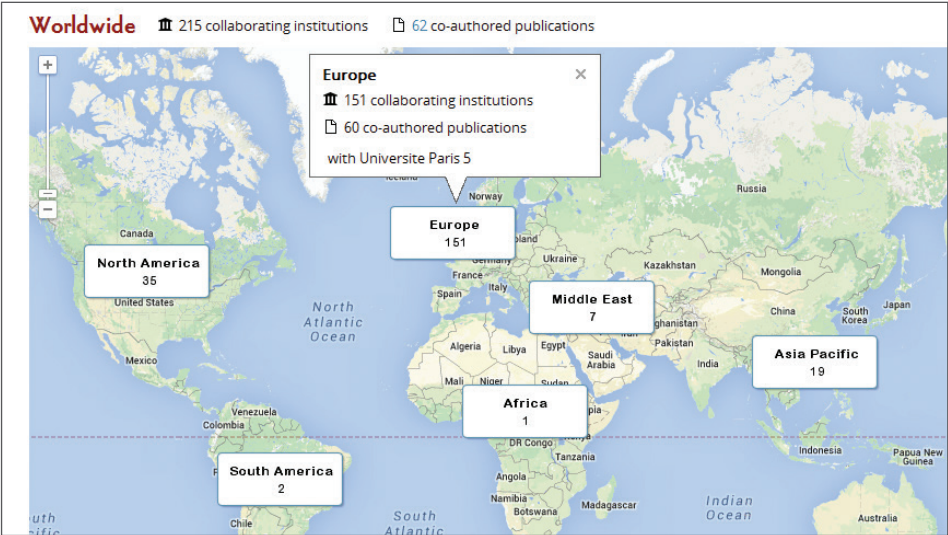 Worldwide 215 collaborating institutions 62 co-authored publications
+
Europe ×
151 collaborating institutions
60 co-authored publications
with Universite Paris 5
−
Norway
Russia
Europe
151
Canada
North America
35
United States
Ukraine
Kazakhstan
Mongolia
France
Italy
Spain
Middle East
7
China
South
Korea
Japan
North
Atlantic
Ocean
Pakistan
Algeria
Libya
Egypt
Saudi
Arabia
India
Mexico
Asia Pacific
19
Mali
Niger
Sudan
Africa
1
Venezuela
Colombia
DR Congo
Tanzania
Indonesia
Papua New
Guinea
South America
2
Angola
Namibia
Botswana
Madagascar
Indian
Ocean
Chile
South
Atlantic
Australia